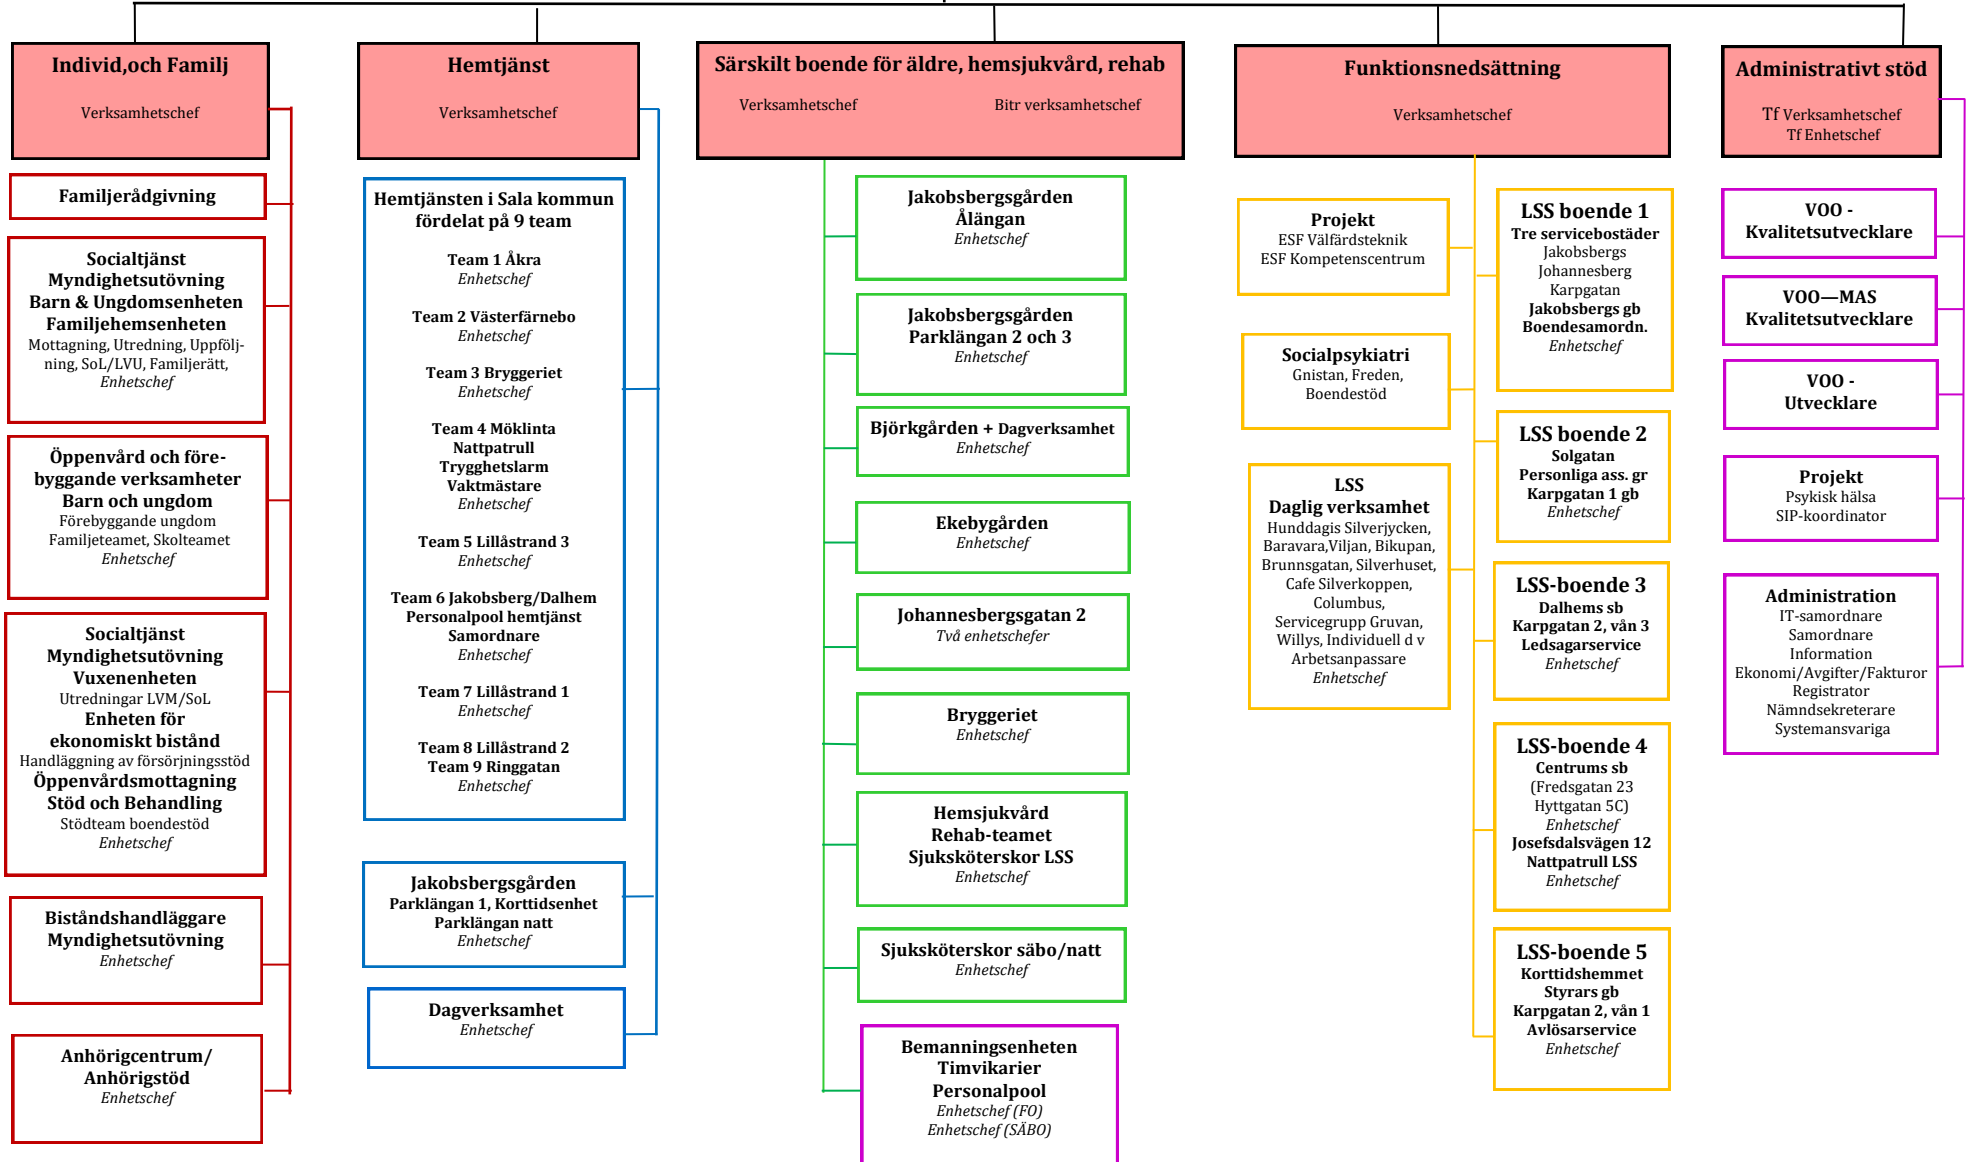 Individ,och Familj
Verksamhetschef
Familjerådgivning
Socialtjänst
Myndighetsutövning
Barn & Ungdomsenheten
Familjehemsenheten
Mottagning, Utredning, Uppfölj-
ning, SoL/LVU, Familjerätt,
Enhetschef
Öppenvård och före-
byggande verksamheter
Barn och ungdom
Förebyggande ungdom
Familjeteamet, Skolteamet
Enhetschef
Socialtjänst
Myndighetsutövning
Vuxenenheten
Utredningar LVM/SoL
Enheten för
ekonomiskt bistånd
Handläggning av försörjningsstöd
Öppenvårdsmottagning
Stöd och Behandling
Stödteam boendestöd
Enhetschef
Biståndshandläggare
Myndighetsutövning
Enhetschef
Anhörigcentrum/
Anhörigstöd
Enhetschef
Hemtjänst
Verksamhetschef
Hemtjänsten i Sala kommun
fördelat på 9 team
Team 1 Åkra
Enhetschef
Team 2 Västerfärnebo
Enhetschef
Team 3 Bryggeriet
Enhetschef
Team 4 Möklinta
Nattpatrull
Trygghetslarm
Vaktmästare
Enhetschef
Team 5 Lillåstrand 3
Enhetschef
Team 6 Jakobsberg/Dalhem
Personalpool hemtjänst
Samordnare
Enhetschef
Team 7 Lillåstrand 1
Enhetschef
Team 8 Lillåstrand 2
Team 9 Ringgatan
Enhetschef
Jakobsbergsgården
Parklängan 1, Korttidsenhet
Parklängan natt
Enhetschef
Dagverksamhet
Enhetschef
Särskilt boende för äldre, hemsjukvård, rehab
Verksamhetschef Bitr verksamhetschef
Jakobsbergsgården
Ålängan
Enhetschef
Jakobsbergsgården
Parklängan 2 och 3
Enhetschef
Björkgården + Dagverksamhet
Enhetschef
Ekebygården
Enhetschef
Johannesbergsgatan 2
Två enhetschefer
Bryggeriet
Enhetschef
Hemsjukvård
Rehab-teamet
Sjuksköterskor LSS
Enhetschef
Sjuksköterskor säbo/natt
Enhetschef
Bemanningsenheten
Timvikarier
Personalpool
Enhetschef (FO)
Enhetschef (SÄBO)
Funktionsnedsättning
Verksamhetschef
Projekt
ESF Välfärdsteknik
ESF Kompetenscentrum
Socialpsykiatri
Gnistan, Freden,
Boendestöd
LSS
Daglig verksamhet
Hunddagis Silverjycken,
Baravara,Viljan, Bikupan,
Brunnsgatan, Silverhuset,
Cafe Silverkoppen,
Columbus,
Servicegrupp Gruvan,
Willys, Individuell d v
Arbetsanpassare
Enhetschef
LSS boende 1
Tre servicebostäder
Jakobsbergs
Johannesberg
Karpgatan
Jakobsbergs gb
Boendesamordn.
Enhetschef
LSS boende 2
Solgatan
Personliga ass. gr
Karpgatan 1 gb
Enhetschef
LSS-boende 3
Dalhems sb
Karpgatan 2, vån 3
Ledsagarservice
Enhetschef
LSS-boende 4
Centrums sb
(Fredsgatan 23
Hyttgatan 5C)
Enhetschef
Josefsdalsvägen 12
Nattpatrull LSS
Enhetschef
LSS-boende 5
Korttidshemmet
Styrars gb
Karpgatan 2, vån 1
Avlösarservice
Enhetschef
Administrativt stöd
Tf Verksamhetschef
Tf Enhetschef
VOO -
Kvalitetsutvecklare
VOO—MAS
Kvalitetsutvecklare
VOO -
Utvecklare
Projekt
Psykisk hälsa
SIP-koordinator
Administration
IT-samordnare
Samordnare
Information
Ekonomi/Avgifter/Fakturor
Registrator
Nämndsekreterare
Systemansvariga